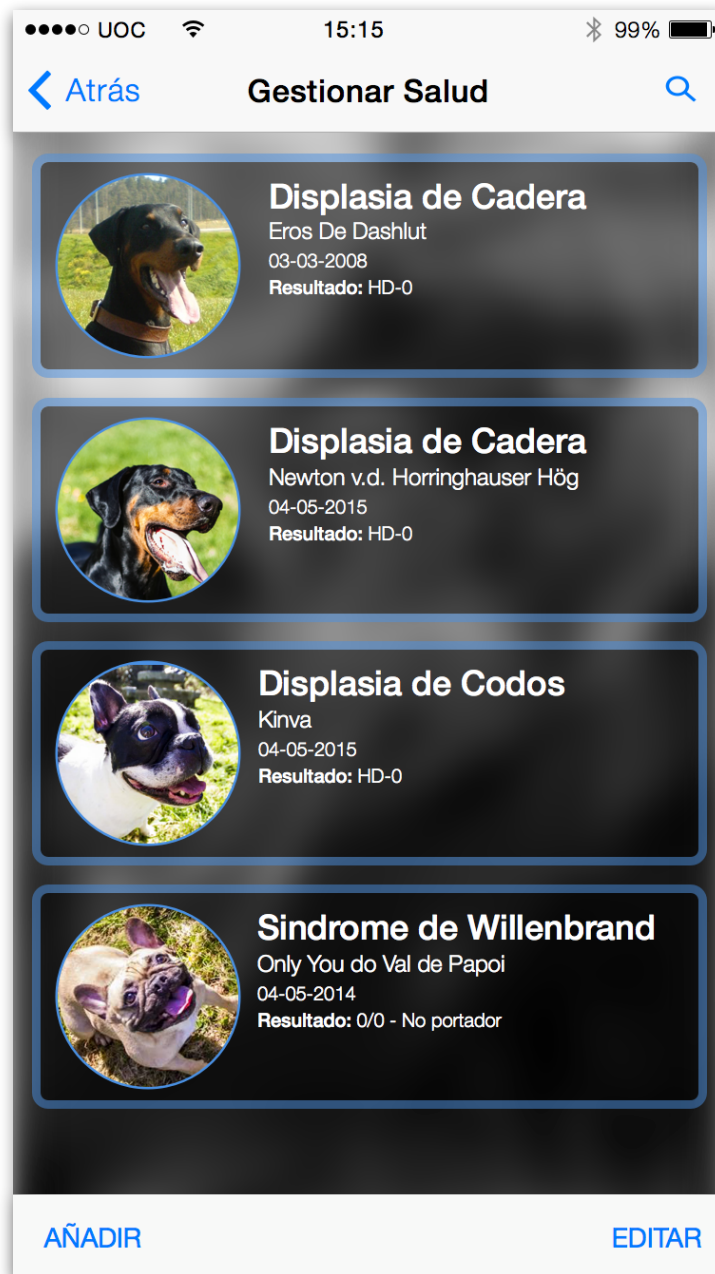 UOC 15:15 99%
Atrás Gestionar Salud
Displasia de Cadera
Eros De Dashlut
03-03-2008
Resultado: HD-0
Displasia de Cadera
Newton v.d. Horringhauser Hög
04-05-2015
Resultado: HD-0
Displasia de Codos
Kinva
04-05-2015
Resultado: HD-0
Sindrome de Willenbrand
Only You do Val de Papoi
04-05-2014
Resultado: 0/0 - No portador
AÑADIR EDITAR